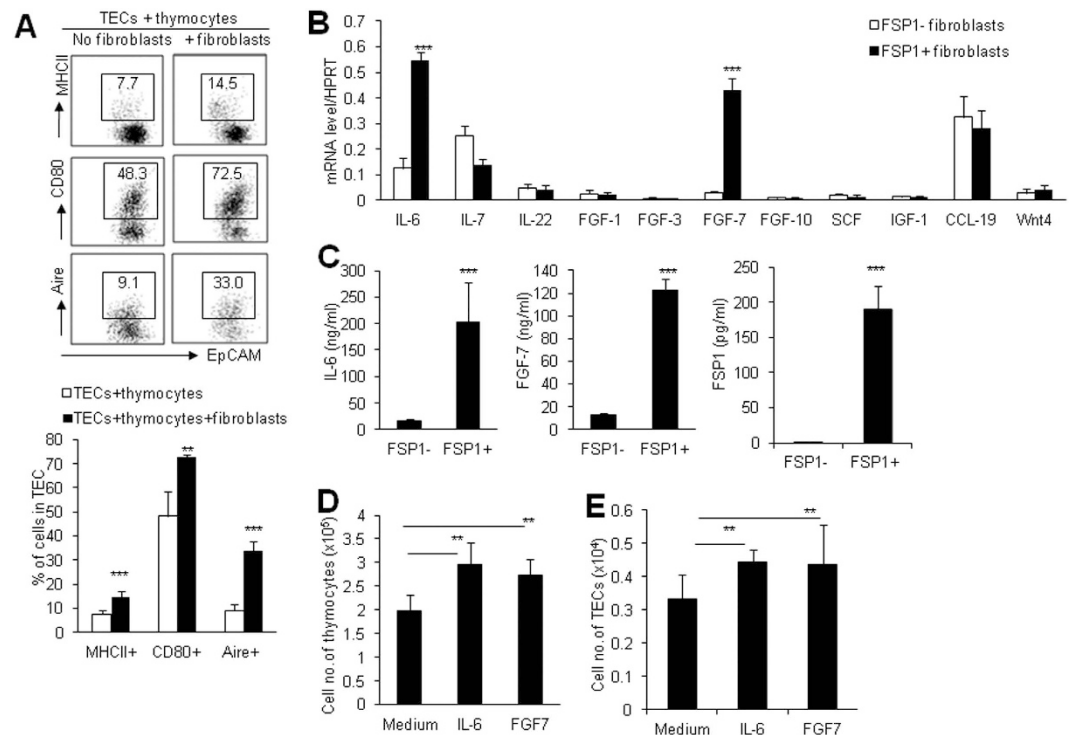 A
TECs + thymocytes
No fibroblasts + fibroblasts
MHCII
7.7
14.5
CD80
48.3
72.5
Aire
9.1
33.0
EpCAM
TECs+thymocytes
TECs+thymocytes+fibroblasts
% of cells in TEC
80
70
60
50
40
30
20
10
0
***
**
***
MHCII+ CD80+ Aire+
B
FSP1- fibroblasts
FSP1+ fibroblasts
mRNA level/HPRT
0.7
0.6
0.5
0.4
0.3
0.2
0.1
0
***
***
IL-6 IL-7 IL-22 FGF-1 FGF-3 FGF-7 FGF-10 SCF IGF-1 CCL-19 Wnt4
C
IL-6 (ng/ml)
300
250
200
150
100
50
0
***
FSP1- FSP1+
FGF-7 (ng/ml)
140
120
100
80
60
40
20
0
***
FSP1- FSP1+
FSP1 (pg/ml)
250
200
150
100
50
0
***
FSP1- FSP1+
D
Cell no. of thymocytes (x10⁵)
4
3.5
3
2.5
2
1.5
1
0.5
0
**
**
Medium IL-6 FGF7
E
Cell no. of TECs (x10⁴)
0.6
0.5
0.4
0.3
0.2
0.1
0
**
**
Medium IL-6 FGF7